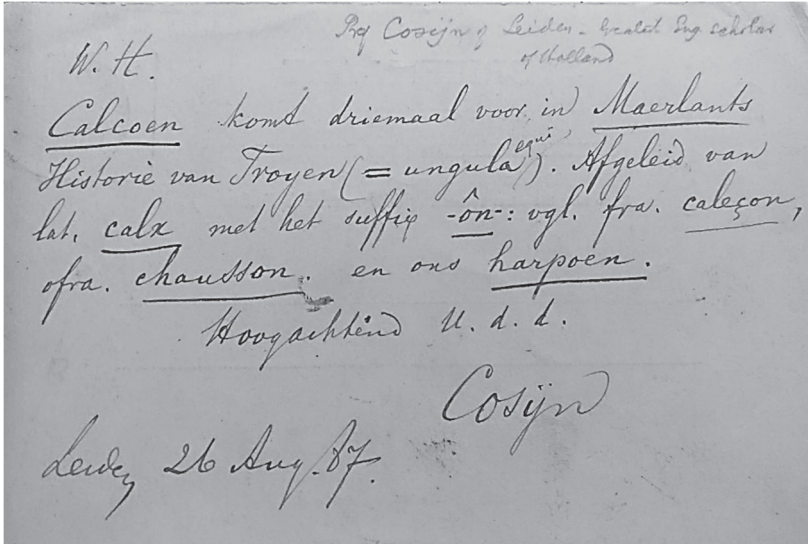 Prof Cosijn of Leiden - Greatest Eng. scholar
of Holland
W. H.
Calcoen komt driemaal voor in Maerlants
Historie van Troyen (= ungula equi). Afgeleid van
lat. calx met het suffix -ôn-: vgl. fra. caleçon,
ofra. chausson. en ons harpoen.
Hoogachtend U. d. d.
Cosijn
Leiden, 26 Aug. 87.